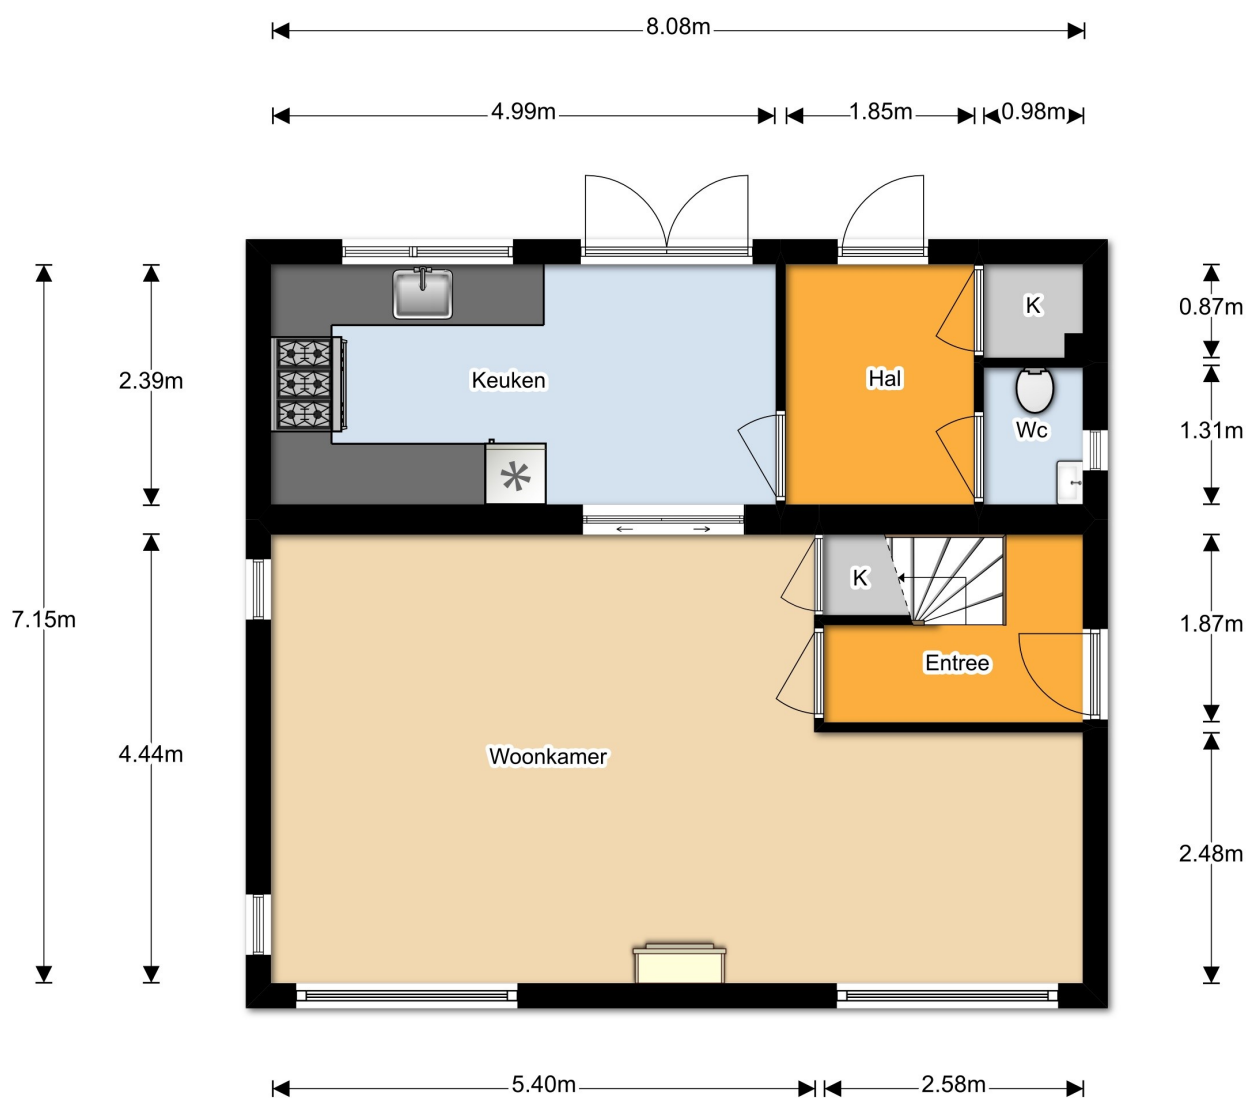 8.08m
4.99m
1.85m
0.98m
K
0.87m
2.39m
Keuken
Hal
Wc
1.31m
K
7.15m
1.87m
Entree
4.44m
Woonkamer
2.48m
5.40m
2.58m